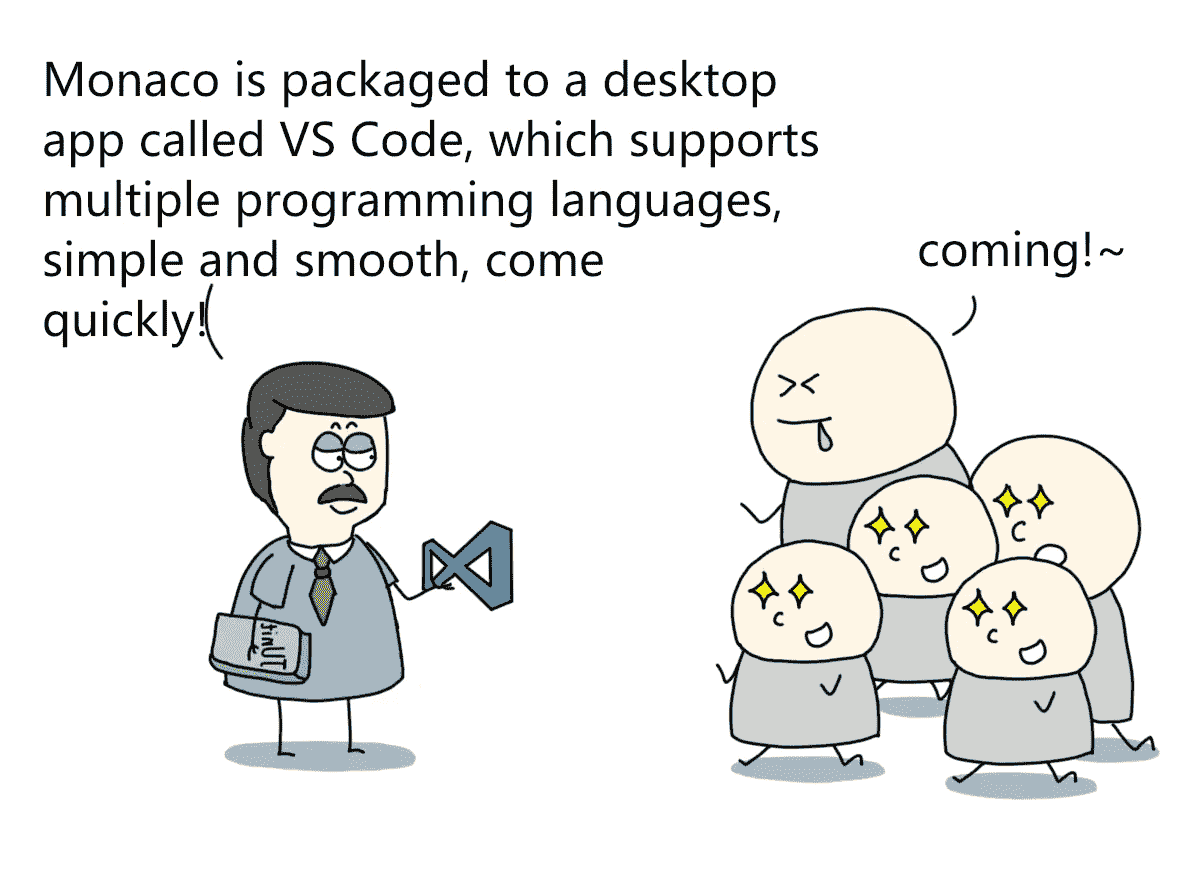 Monaco is packaged to a desktop
app called VS Code, which supports
multiple programming languages,
simple and smooth, come
quickly!
coming!~